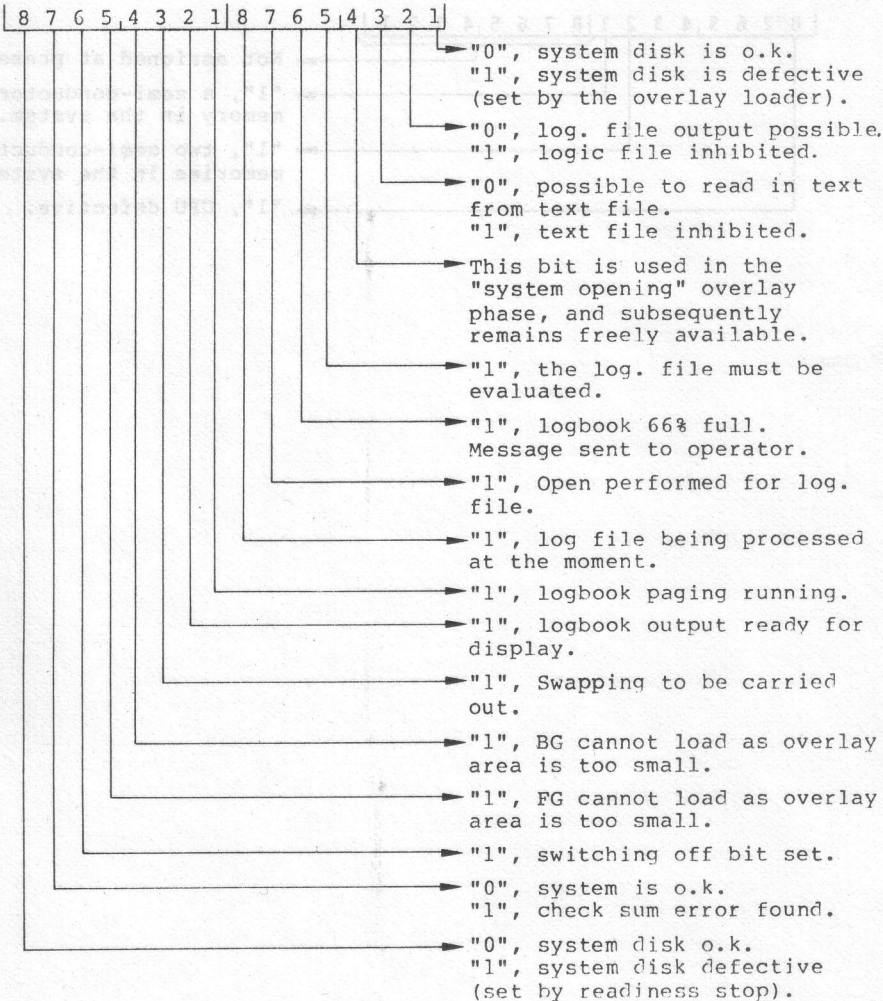 8 7 6 5 4 3 2 1 8 7 6 5 4 3 2 1
"0", system disk is o.k.
"1", system disk is defective
(set by the overlay loader).
"0", log. file output possible.
"1", logic file inhibited.
"0", possible to read in text
from text file.
"1", text file inhibited.
This bit is used in the
"system opening" overlay
phase, and subsequently
remains freely available.
"1", the log. file must be
evaluated.
"1", logbook 66% full.
Message sent to operator.
"1", Open performed for log.
file.
"1", log file being processed
at the moment.
"1", logbook paging running.
"1", logbook output ready for
display.
"1", Swapping to be carried
out.
"1", BG cannot load as overlay
area is too small.
"1", FG cannot load as overlay
area is too small.
"1", switching off bit set.
"0", system is o.k.
"1", check sum error found.
"0", system disk o.k.
"1", system disk defective
(set by readiness stop).